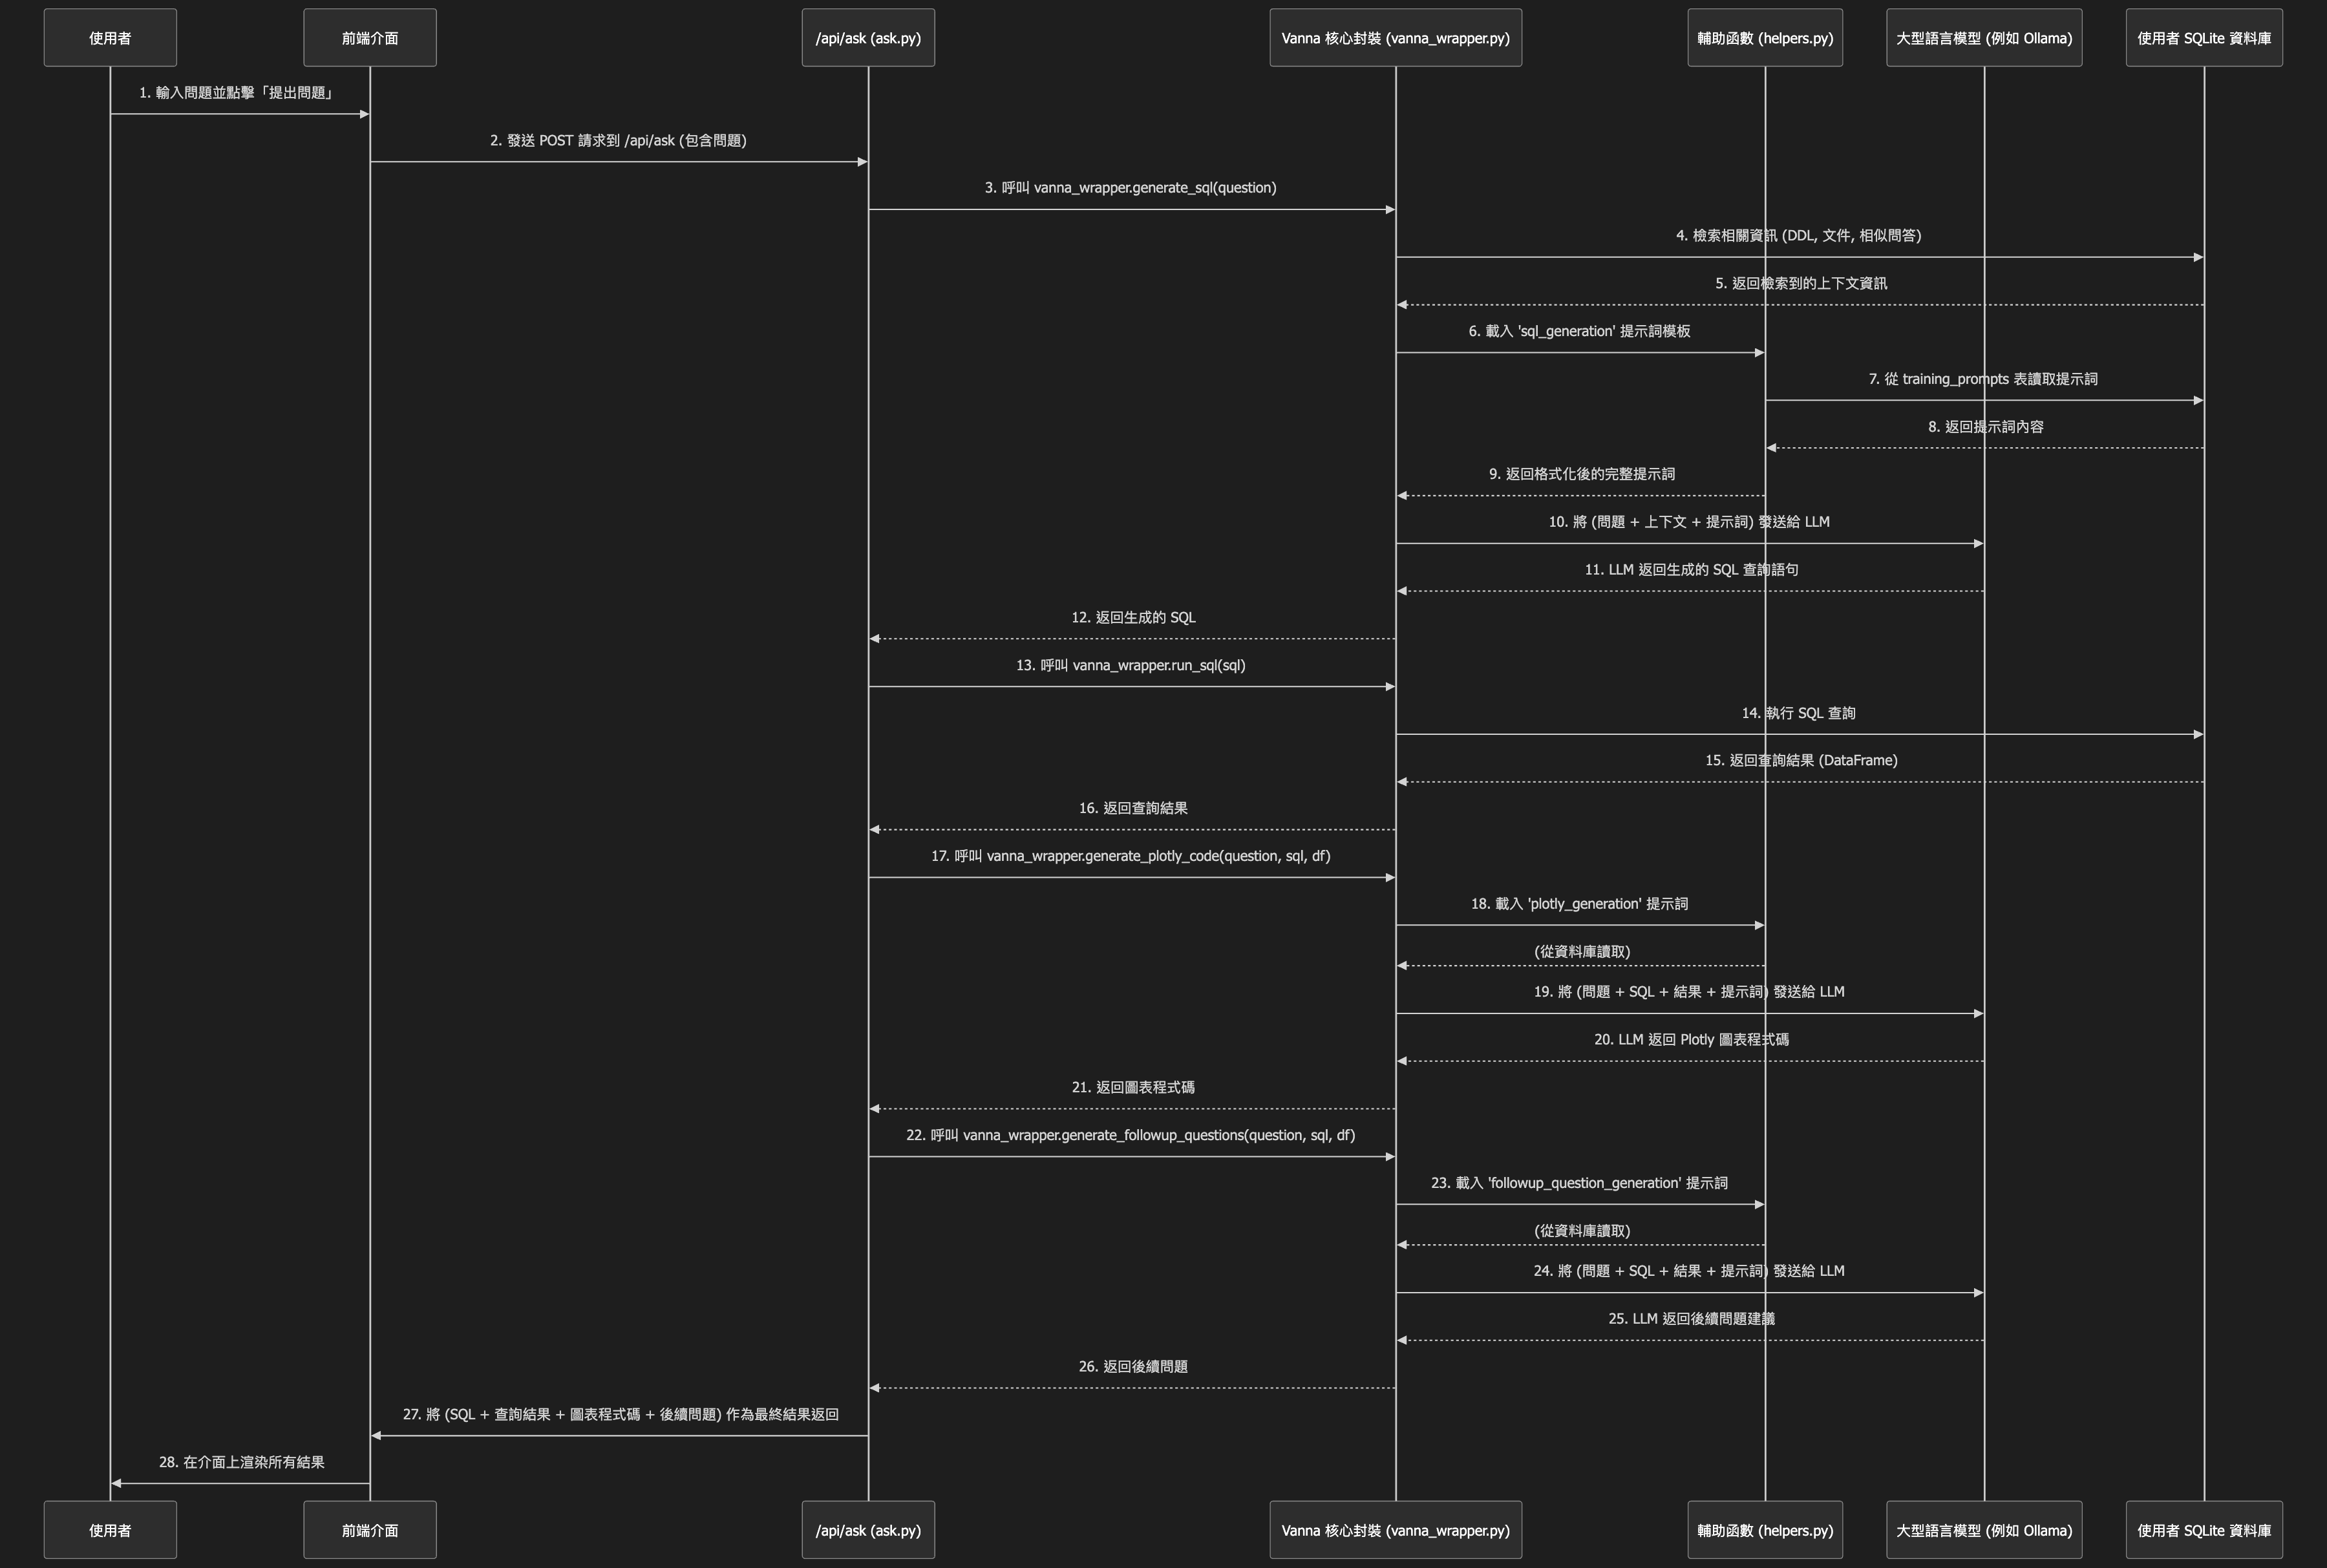 使用者
前端介面
/api/ask (ask.py)
Vanna 核心封裝 (vanna_wrapper.py)
輔助函數 (helpers.py)
大型語言模型 (例如 Ollama)
使用者 SQLite 資料庫
1. 輸入問題並點擊「提出問題」
2. 發送 POST 請求到 /api/ask (包含問題)
3. 呼叫 vanna_wrapper.generate_sql(question)
4. 檢索相關資訊 (DDL, 文件, 相似問答)
5. 返回檢索到的上下文資訊
6. 載入 'sql_generation' 提示詞模板
7. 從 training_prompts 表讀取提示詞
8. 返回提示詞內容
9. 返回格式化後的完整提示詞
10. 將 (問題 + 上下文 + 提示詞) 發送給 LLM
11. LLM 返回生成的 SQL 查詢語句
12. 返回生成的 SQL
13. 呼叫 vanna_wrapper.run_sql(sql)
14. 執行 SQL 查詢
15. 返回查詢結果 (DataFrame)
16. 返回查詢結果
17. 呼叫 vanna_wrapper.generate_plotly_code(question, sql, df)
18. 載入 'plotly_generation' 提示詞
(從資料庫讀取)
19. 將 (問題 + SQL + 結果 + 提示詞) 發送給 LLM
20. LLM 返回 Plotly 圖表程式碼
21. 返回圖表程式碼
22. 呼叫 vanna_wrapper.generate_followup_questions(question, sql, df)
23. 載入 'followup_question_generation' 提示詞
(從資料庫讀取)
24. 將 (問題 + SQL + 結果 + 提示詞) 發送給 LLM
25. LLM 返回後續問題建議
26. 返回後續問題
27. 將 (SQL + 查詢結果 + 圖表程式碼 + 後續問題) 作為最終結果返回
28. 在介面上渲染所有結果
使用者
前端介面
/api/ask (ask.py)
Vanna 核心封裝 (vanna_wrapper.py)
輔助函數 (helpers.py)
大型語言模型 (例如 Ollama)
使用者 SQLite 資料庫